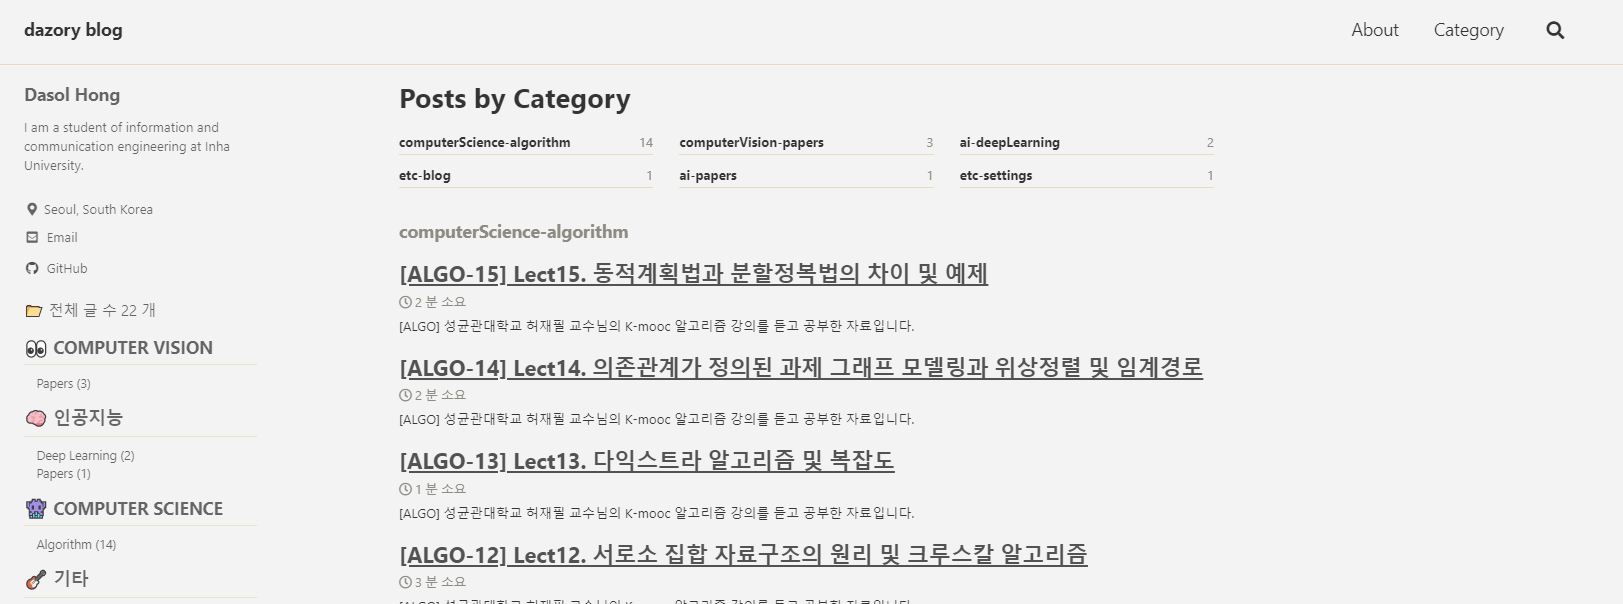 dazory blog
About
Category
Dasol Hong
I am a student of information and
communication engineering at Inha
University.
Seoul, South Korea
Email
GitHub
전체 글 수 22 개
COMPUTER VISION
Papers (3)
인공지능
Deep Learning (2)
Papers (1)
COMPUTER SCIENCE
Algorithm (14)
기타
Posts by Category
computerScience-algorithm 14
computerVision-papers 3
ai-deepLearning 2
etc-blog 1
ai-papers 1
etc-settings 1
computerScience-algorithm
[ALGO-15] Lect15. 동적계획법과 분할정복법의 차이 및 예제
2 분 소요
[ALGO] 성균관대학교 허재필 교수님의 K-mooc 알고리즘 강의를 듣고 공부한 자료입니다.
[ALGO-14] Lect14. 의존관계가 정의된 과제 그래프 모델링과 위상정렬 및 임계경로
2 분 소요
[ALGO] 성균관대학교 허재필 교수님의 K-mooc 알고리즘 강의를 듣고 공부한 자료입니다.
[ALGO-13] Lect13. 다익스트라 알고리즘 및 복잡도
1 분 소요
[ALGO] 성균관대학교 허재필 교수님의 K-mooc 알고리즘 강의를 듣고 공부한 자료입니다.
[ALGO-12] Lect12. 서로소 집합 자료구조의 원리 및 크루스칼 알고리즘
3 분 소요